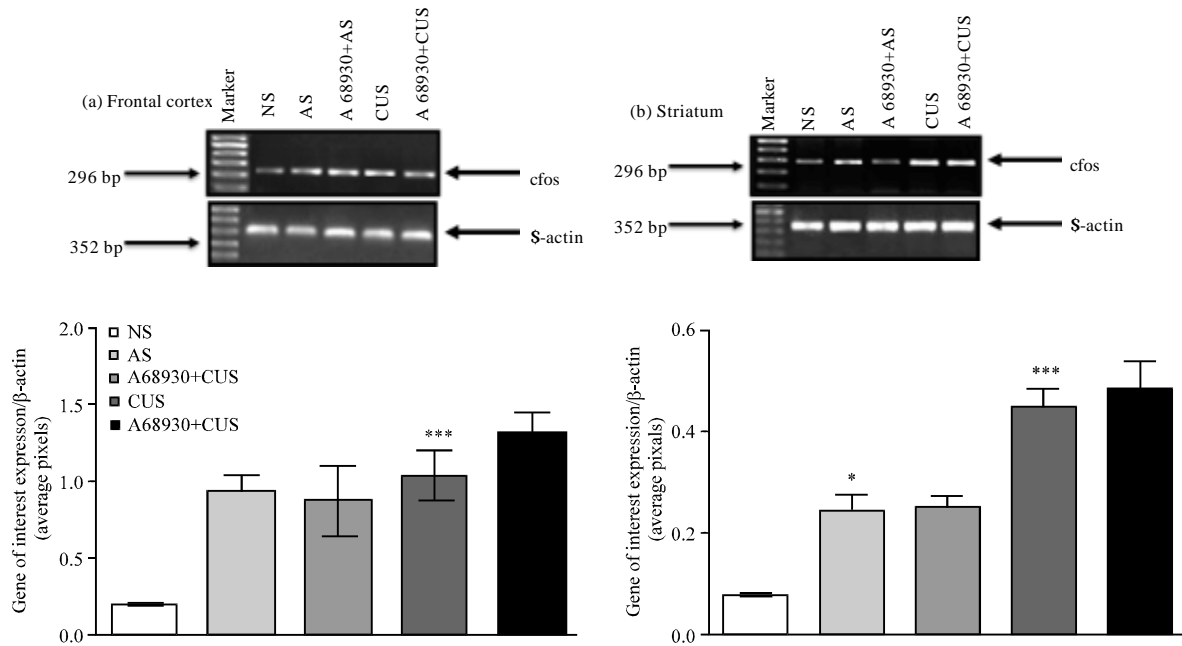 (a) Frontal cortex
Marker
NS
AS
A 68930+AS
CUS
A 68930+CUS
296 bp
cfos
352 bp
$-actin
(b) Striatum
Marker
NS
AS
A 68930+AS
CUS
A 68930+CUS
296 bp
cfos
352 bp
$-actin
Gene of interest expression/β-actin
(average pixels)
2.0
1.5
1.0
0.5
0.0
NS
AS
A68930+CUS
CUS
A68930+CUS
***
Gene of interest expression/β-actin
(average pixals)
0.6
0.4
0.2
0.0
*
***